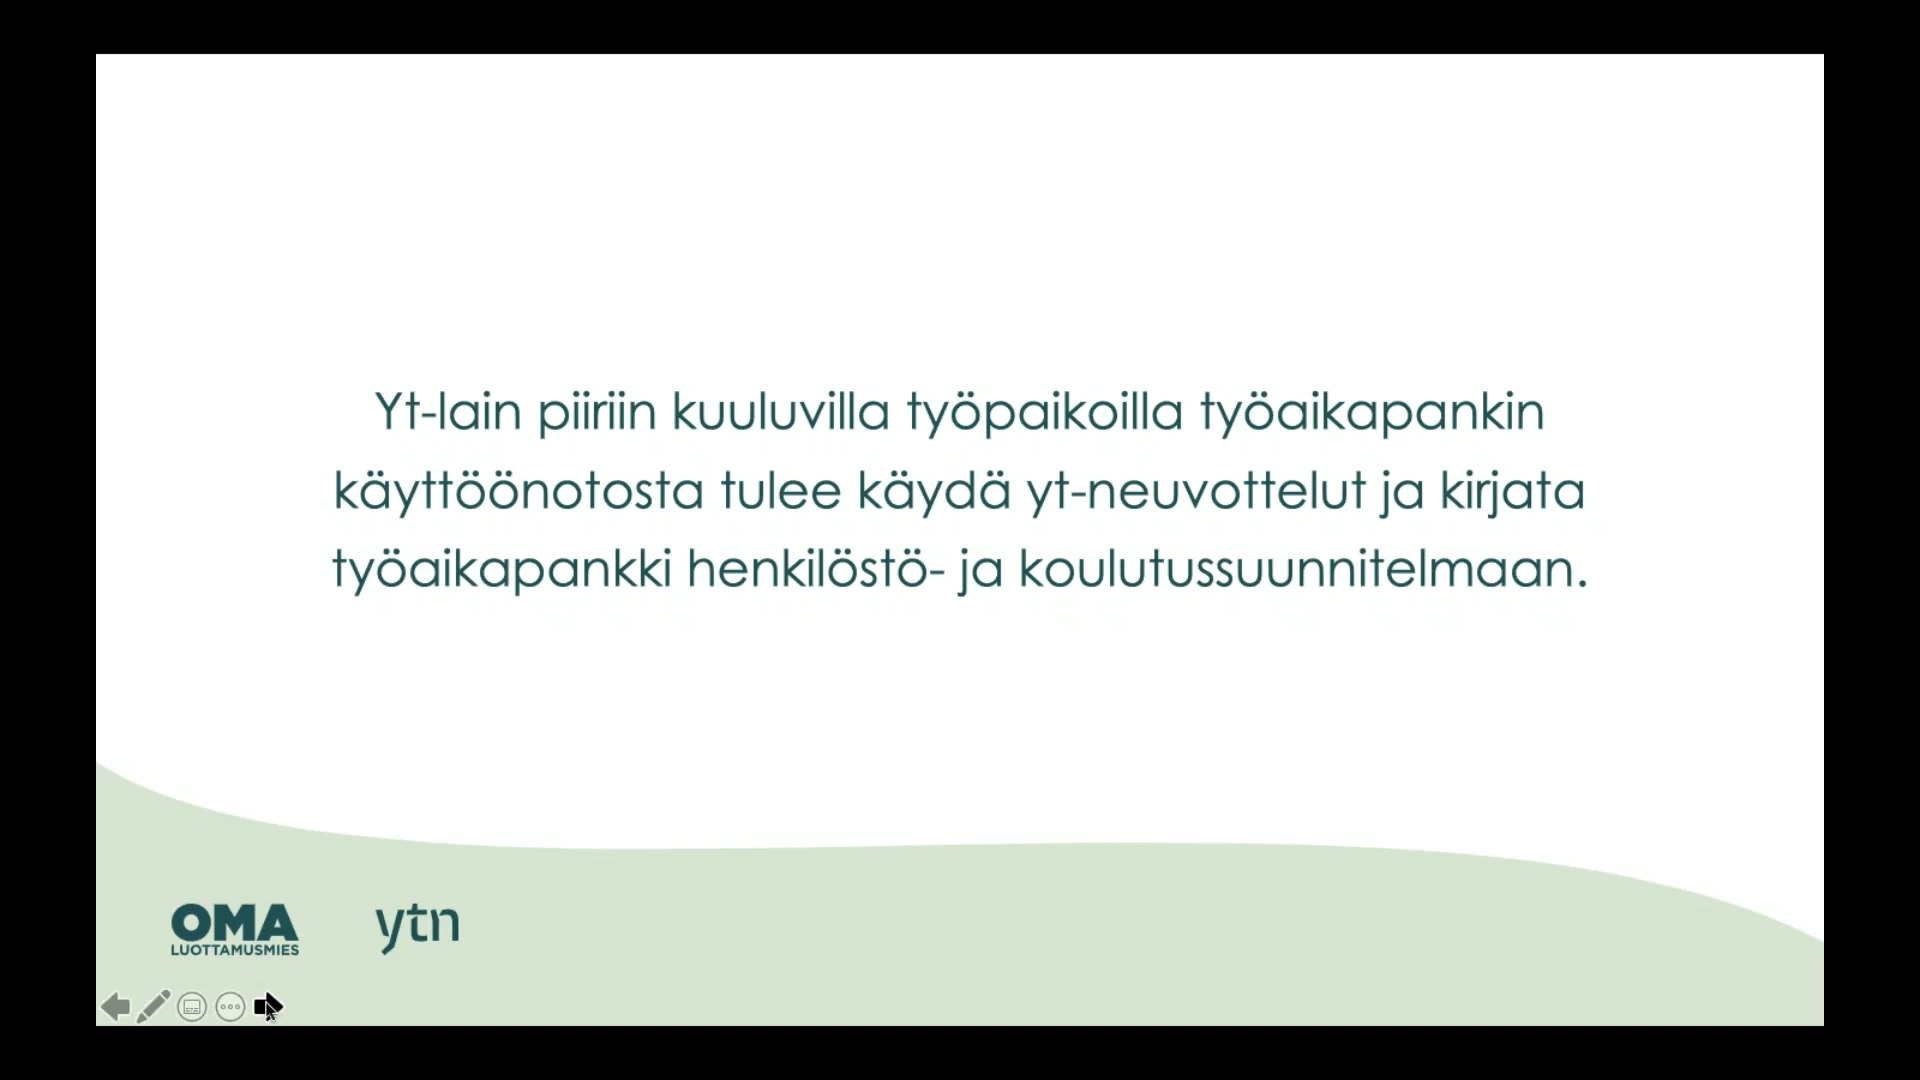 Yt-lain piiriin kuuluvilla työpaikoilla työaikapankin
käyttöönotosta tulee käydä yt-neuvottelut ja kirjata
työaikapankki henkilöstö- ja koulutussuunnitelmaan.
OMA
LUOTTAMUSMIES
ytn